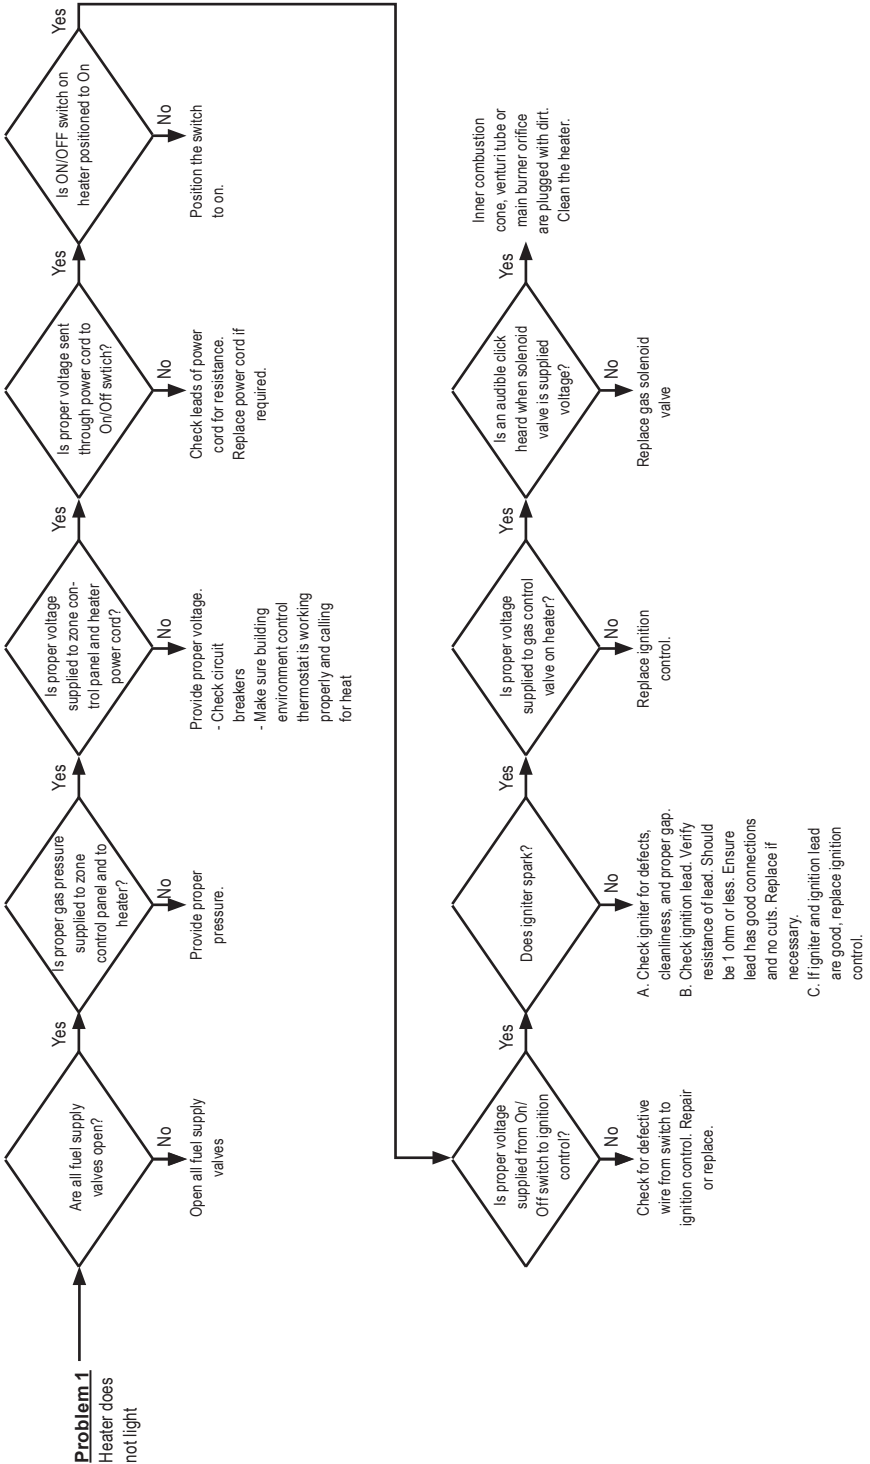 Problem 1
Heater does
not light
Are all fuel supply
valves open?
Yes
No
Open all fuel supply
valves
Is proper gas pressure
supplied to zone
control panel and to
heater?
Yes
No
Provide proper
pressure.
Is proper voltage
supplied to zone con-
trol panel and heater
power cord?
Yes
No
Provide proper voltage.
- Check circuit
breakers
- Make sure building
environment control
thermostat is working
properly and calling
for heat
Is proper voltage sent
through power cord to
On/Off swtich?
Yes
No
Check leads of power
cord for resistance.
Replace power cord if
required.
Is ON/OFF switch on
heater positioned to On
Yes
No
Position the switch
to on.
Is proper voltage
supplied from On/
Off switch to ignition
control?
Yes
No
Check for defective
wire from switch to
ignition control. Repair
or replace.
Does igniter spark?
Yes
No
A. Check igniter for defects,
cleanliness, and proper gap.
B. Check ignition lead. Verify
resistance of lead. Should
be 1 ohm or less. Ensure
lead has good connections
and no cuts. Replace if
necessary.
C. If igniter and ignition lead
are good, replace ignition
control.
Is proper voltage
supplied to gas control
valve on heater?
Yes
No
Replace ignition
control.
Is an audible click
heard when solenoid
valve is supplied
voltage?
Yes
No
Replace gas solenoid
valve
Inner combustion
cone, venturi tube or
main burner orifice
are plugged with dirt.
Clean the heater.